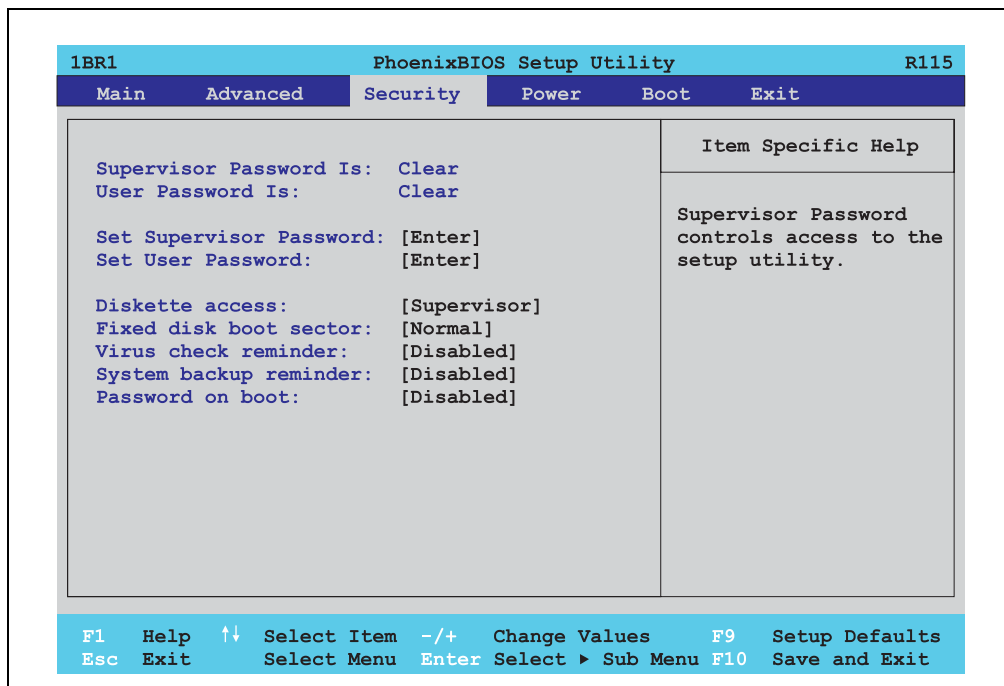 1BR1 PhoenixBIOS Setup Utility R115
Main Advanced Security Power Boot Exit
Item Specific Help
Supervisor Password Is: Clear
User Password Is: Clear
Set Supervisor Password: [Enter]
Set User Password: [Enter]
Diskette access: [Supervisor]
Fixed disk boot sector: [Normal]
Virus check reminder: [Disabled]
System backup reminder: [Disabled]
Password on boot: [Disabled]
Supervisor Password
controls access to the
setup utility.
F1 Help ↑↓ Select Item -/+ Change Values F9 Setup Defaults
Esc Exit Select Menu Enter Select ▶ Sub Menu F10 Save and Exit